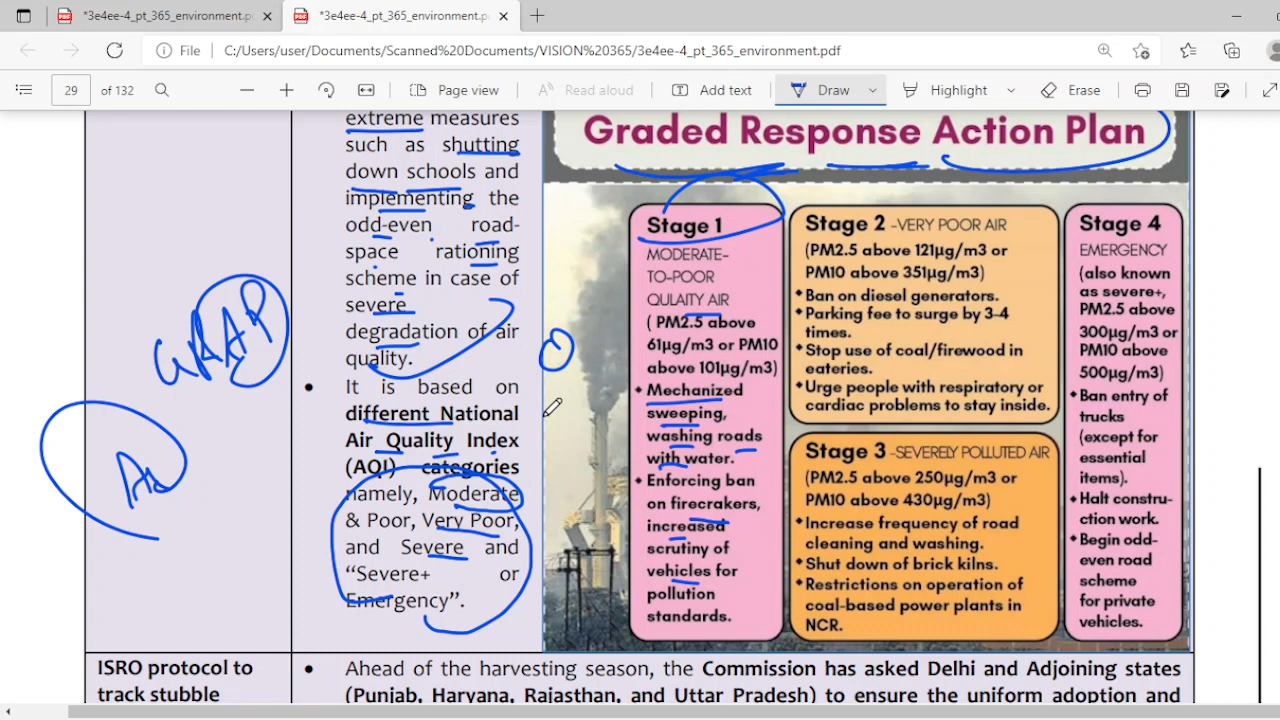 *3e4ee-4_pt_365_environment.p
*3e4ee-4_pt_365_environment.pdf
File
C:/Users/user/Documents/Scanned%20Documents/VISION%20365/3e4ee-4_pt_365_environment.pdf
29 of 132
Page view
Read aloud
Add text
Draw
Highlight
Erase
extreme measures
such as shutting
down schools and
implementing the
odd-even road-
space rationing
scheme in case of
severe
degradation of air
quality.
• It is based on
different National
Air Quality Index
(AQI) categories
namely, Moderate
& Poor, Very Poor,
and Severe and
“Severe+ or
Emergency”.
GRAP
Graded Response Action Plan
Stage 1
MODERATE-
TO-POOR
QULAITY AIR
( PM2.5 above
61µg/m3 or PM10
above 101µg/m3)
• Mechanized
sweeping,
washing roads
with water.
• Enforcing ban
on firecrakers,
increased
scrutiny of
vehicles for
pollution
standards.
Stage 2 -VERY POOR AIR
(PM2.5 above 121µg/m3 or
PM10 above 351µg/m3)
• Ban on diesel generators.
• Parking fee to surge by 3-4
times.
• Stop use of coal/firewood in
eateries.
• Urge people with respiratory or
cardiac problems to stay inside.
Stage 3 -SEVERELY POLLUTED AIR
(PM2.5 above 250µg/m3 or
PM10 above 430µg/m3)
• Increase frequency of road
cleaning and washing.
• Shut down of brick kilns.
• Restrictions on operation of
coal-based power plants in
NCR.
Stage 4
EMERGENCY
(also known
as severe+,
PM2.5 above
300µg/m3 or
PM10 above
500µg/m3)
• Ban entry of
trucks
(except for
essential
items).
• Halt constru-
ction work.
• Begin odd-
even road
scheme
for private
vehicles.
ISRO protocol to
track stubble
• Ahead of the harvesting season, the Commission has asked Delhi and Adjoining states
(Punjab, Haryana, Rajasthan, and Uttar Pradesh) to ensure the uniform adoption and